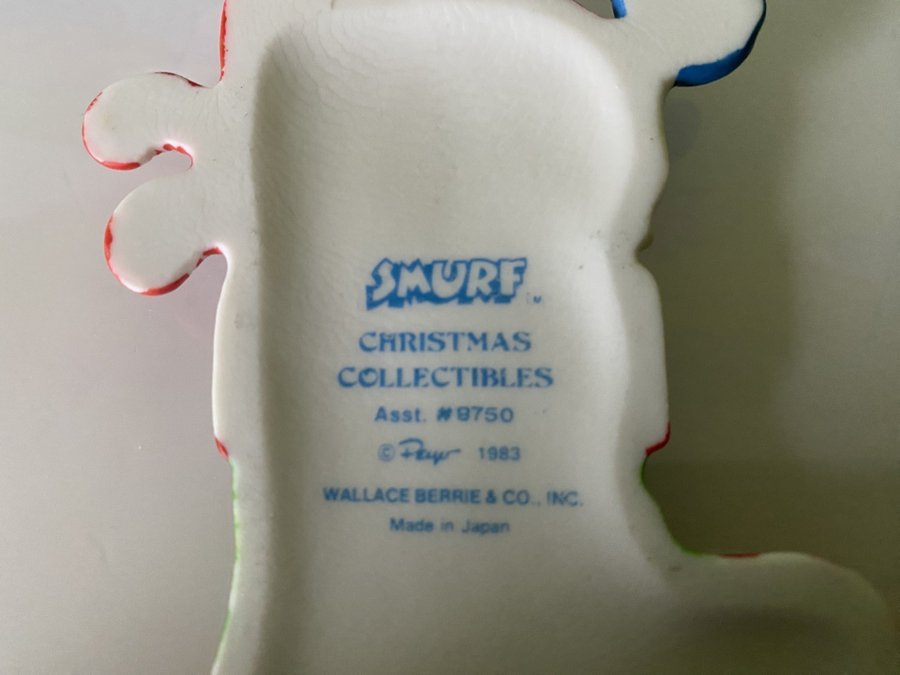 SMURF™
CHRISTMAS
COLLECTIBLES
Asst. #8750
© Peyo 1983
WALLACE BERRIE & CO., INC.
Made in Japan